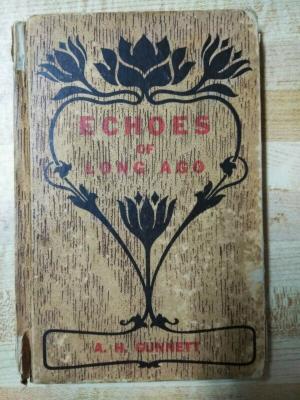 ECHOES
OF
LONG AGO
A. H. GUNNETT